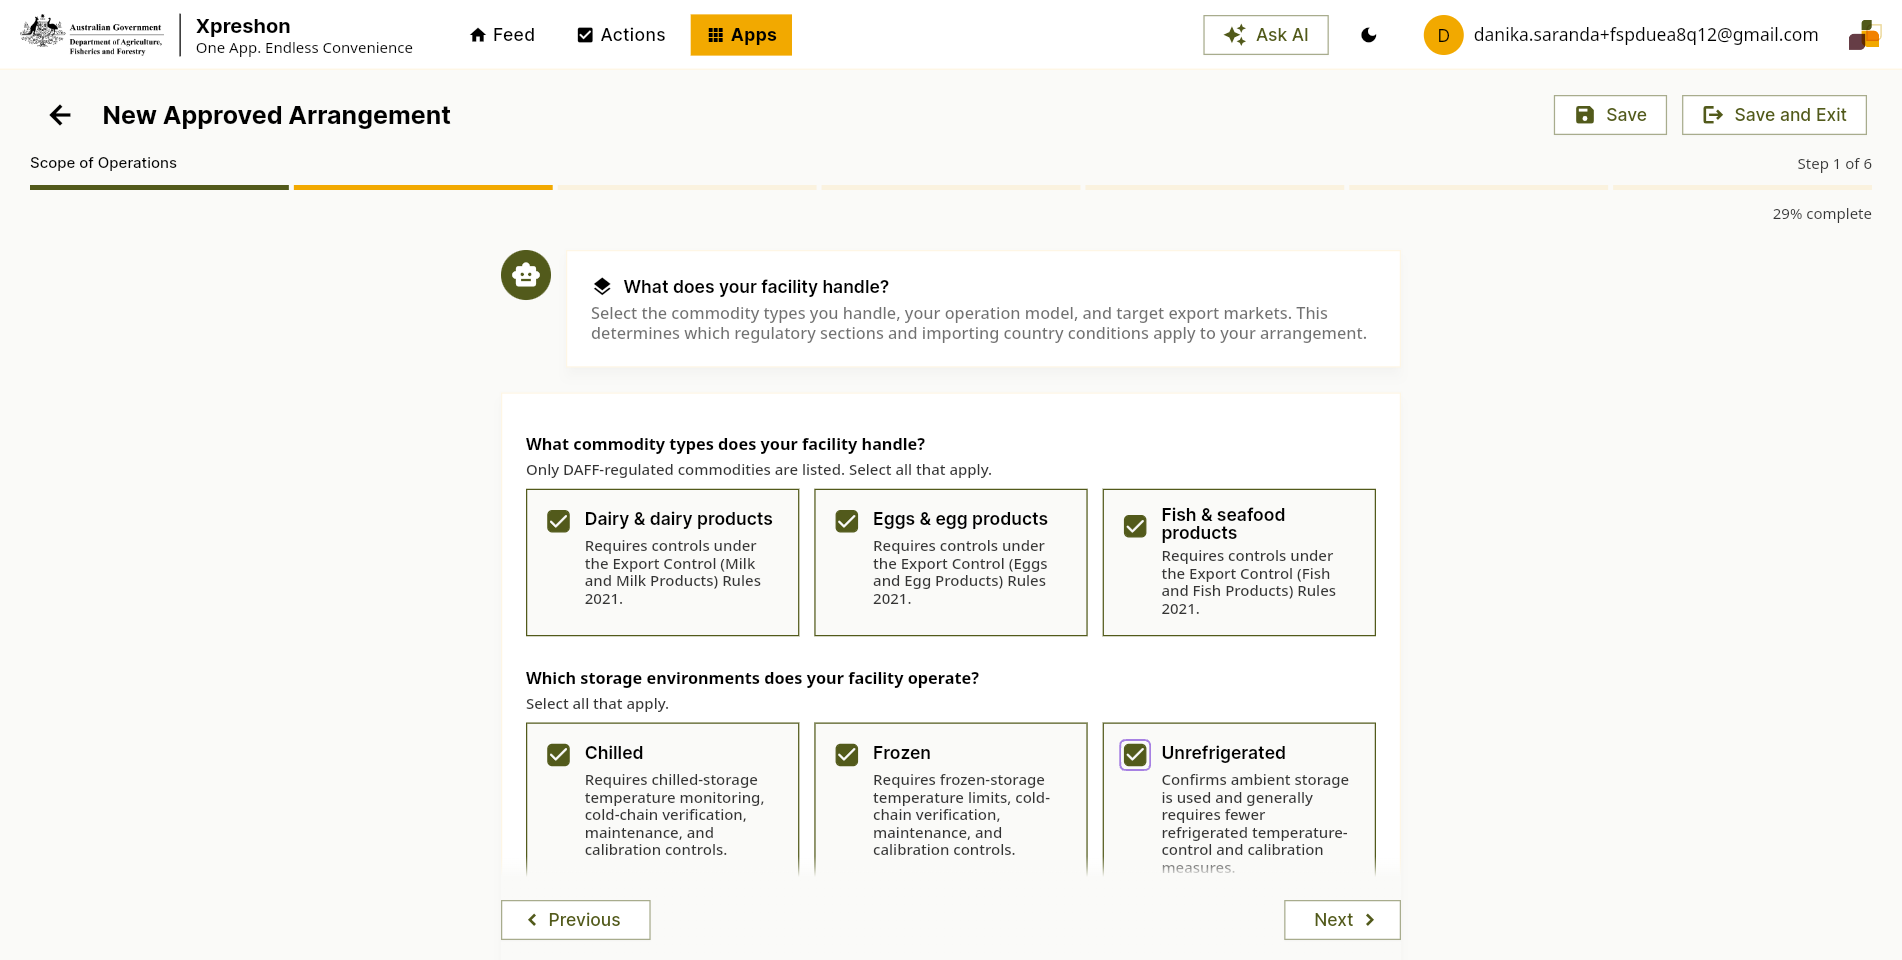 Australian Government
Department of Agriculture,
Fisheries and Forestry
Xpreshon
One App. Endless Convenience
Feed
Actions
Apps
Ask AI
D
danika.saranda+fspduea8q12@gmail.com
New Approved Arrangement
Save
Save and Exit
Scope of Operations
Step 1 of 6
29% complete
What does your facility handle?
Select the commodity types you handle, your operation model, and target export markets. This
determines which regulatory sections and importing country conditions apply to your arrangement.
What commodity types does your facility handle?
Only DAFF-regulated commodities are listed. Select all that apply.
Dairy & dairy products
Requires controls under
the Export Control (Milk
and Milk Products) Rules
2021.
Eggs & egg products
Requires controls under
the Export Control (Eggs
and Egg Products) Rules
2021.
Fish & seafood
products
Requires controls under
the Export Control (Fish
and Fish Products) Rules
2021.
Which storage environments does your facility operate?
Select all that apply.
Chilled
Requires chilled-storage
temperature monitoring,
cold-chain verification,
maintenance, and
calibration controls.
Frozen
Requires frozen-storage
temperature limits, cold-
chain verification,
maintenance, and
calibration controls.
Unrefrigerated
Confirms ambient storage
is used and generally
requires fewer
refrigerated temperature-
control and calibration
measures.
Previous
Next